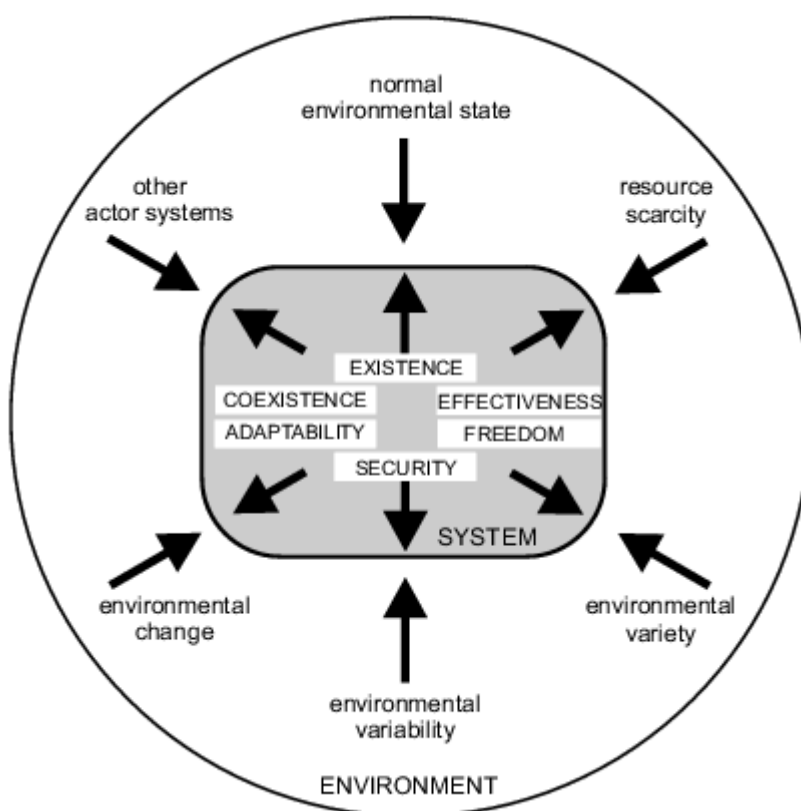 normal
environmental state
other
actor systems
resource
scarcity
EXISTENCE
COEXISTENCE
EFFECTIVENESS
ADAPTABILITY
FREEDOM
SECURITY
SYSTEM
environmental
change
environmental
variety
environmental
variability
ENVIRONMENT